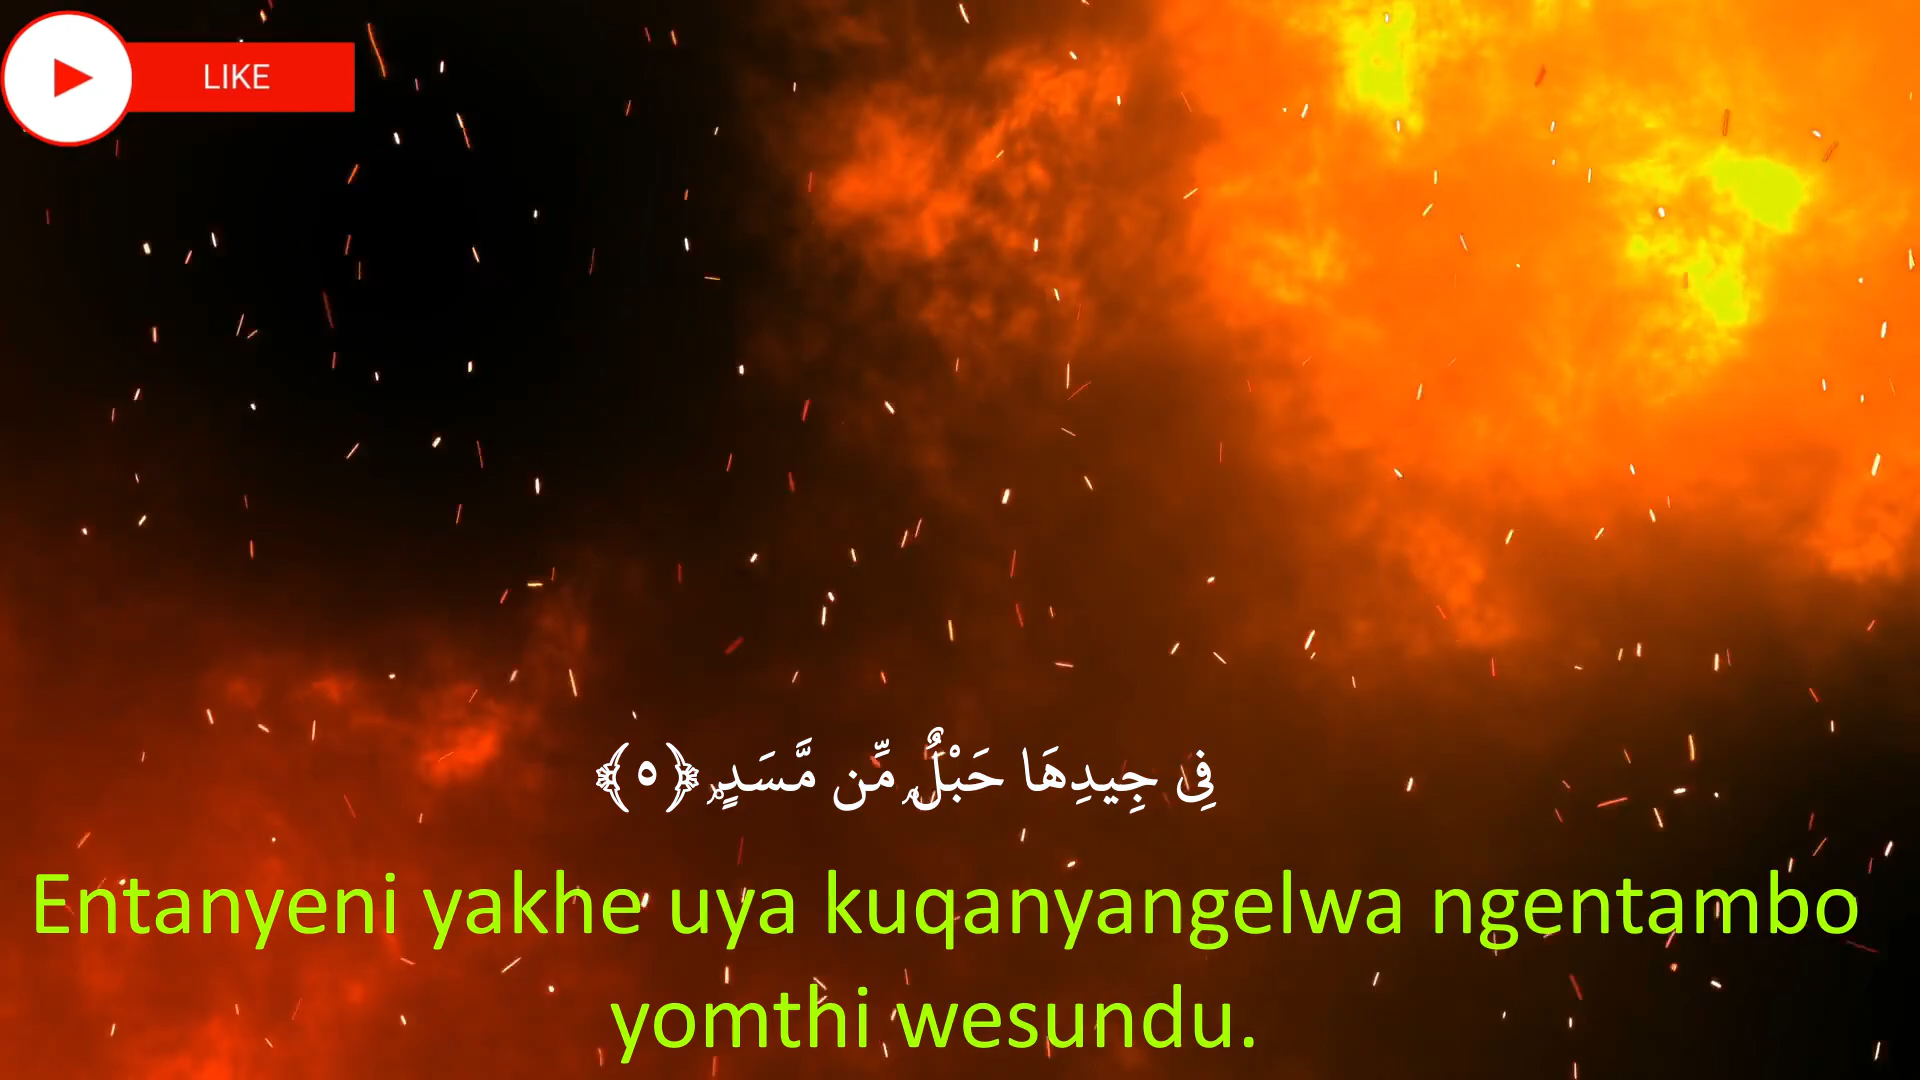 LIKE
فِى جِيدِهَا حَبْلٌۭ مِّن مَّسَدٍۭ ﴿٥﴾
Entanyeni yakhe uya kuqanyangelwa ngentambo
yomthi wesundu.